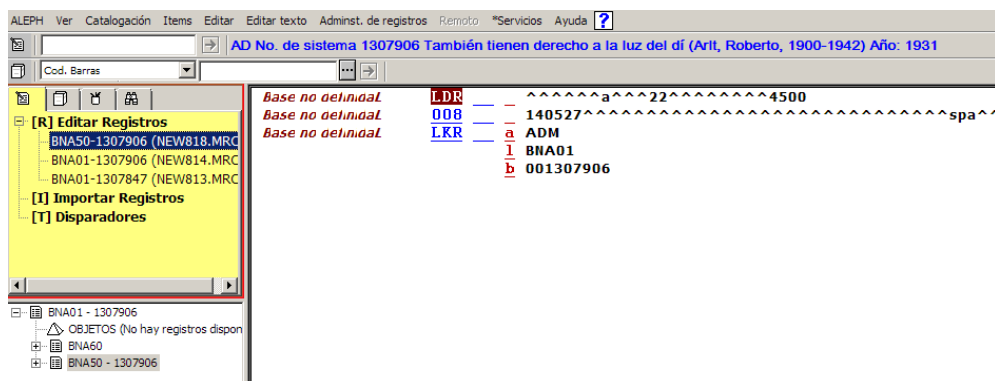 ALEPH Ver Catalogación Items Editar Editar texto Adminst. de registros Remoto *Servicios Ayuda ?
AD No. de sistema 1307906 También tienen derecho a la luz del dí (Arlt, Roberto, 1900-1942) Año: 1931
Cod. Barras ...
[R] Editar Registros
BNA50-1307906 (NEW818.MRC
BNA01-1307906 (NEW814.MRC
BNA01-1307847 (NEW813.MRC
[I] Importar Registros
[T] Disparadores
BNA01 - 1307906
OBJETOS (No hay registros dispon
BNA60
BNA50 - 1307906
Base no definidaL LDR __ _ ^^^^^^a^^^22^^^^^^^^4500
Base no definidaL 008 __ _ 140527^^^^^^^^^^^^^^^^^^^^^^^^^^^^^spa^^
Base no definidaL LKR __ a ADM
l BNA01
b 001307906